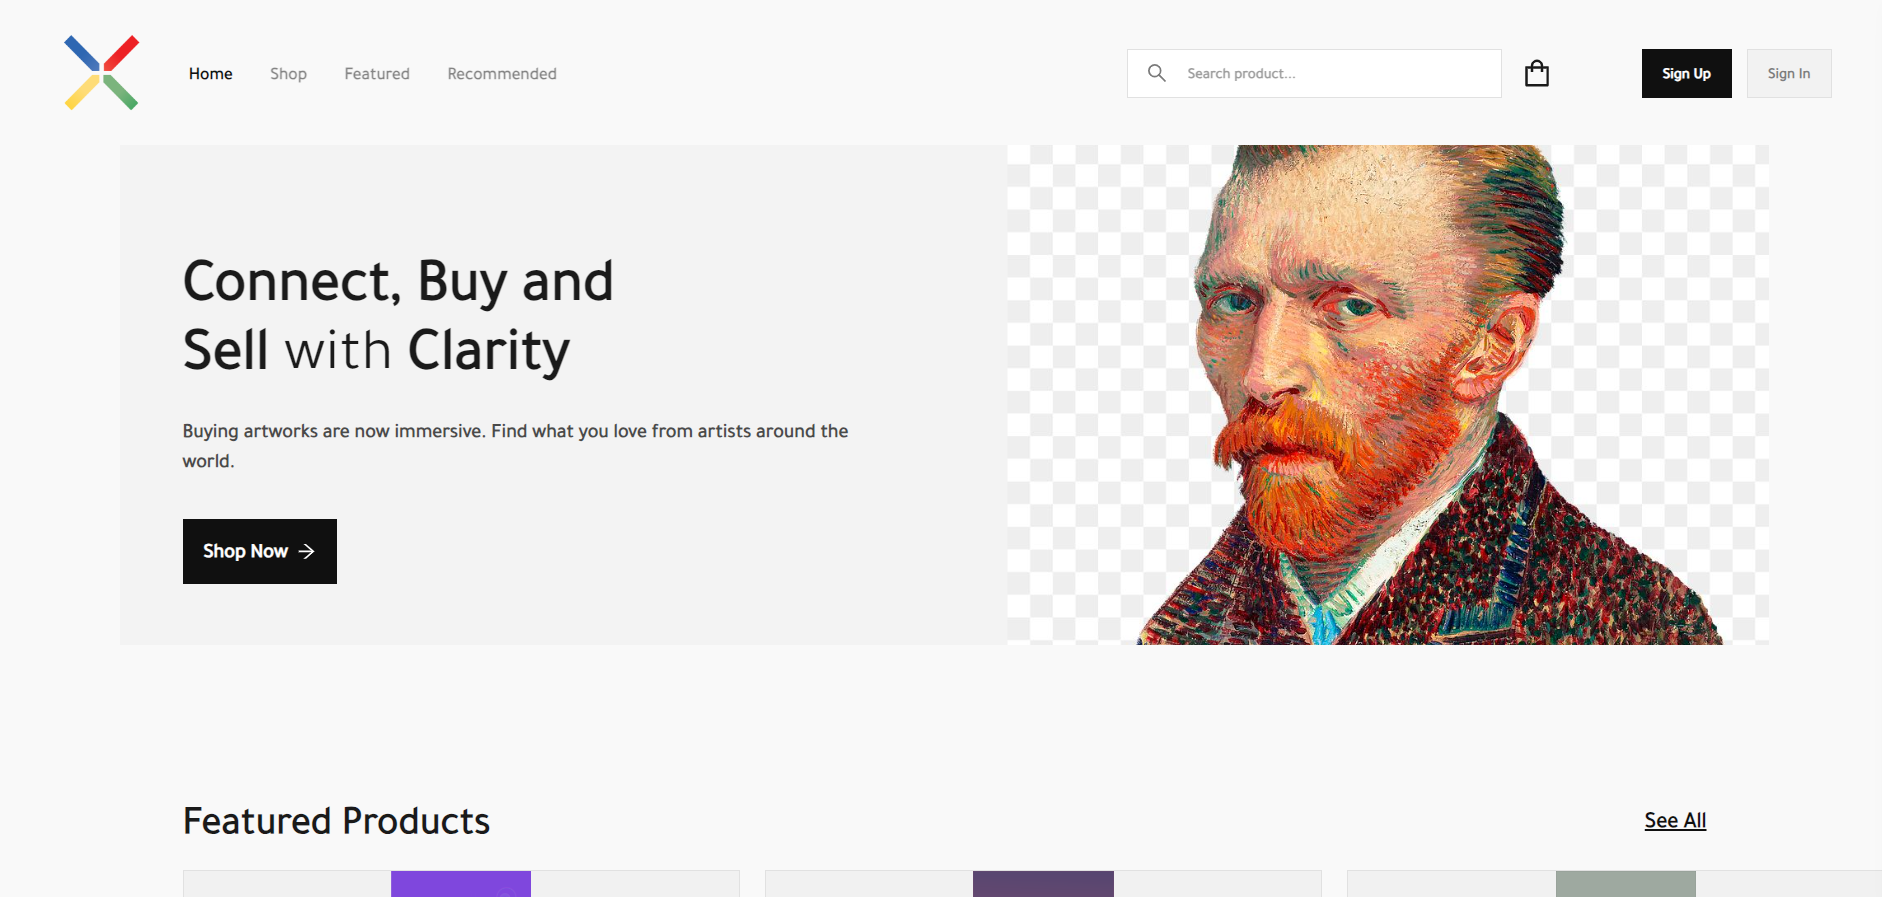 Home Shop Featured Recommended Search product... Sign Up Sign In
Connect, Buy and
Sell with Clarity
Buying artworks are now immersive. Find what you love from artists around the
world.
Shop Now
Featured Products See All